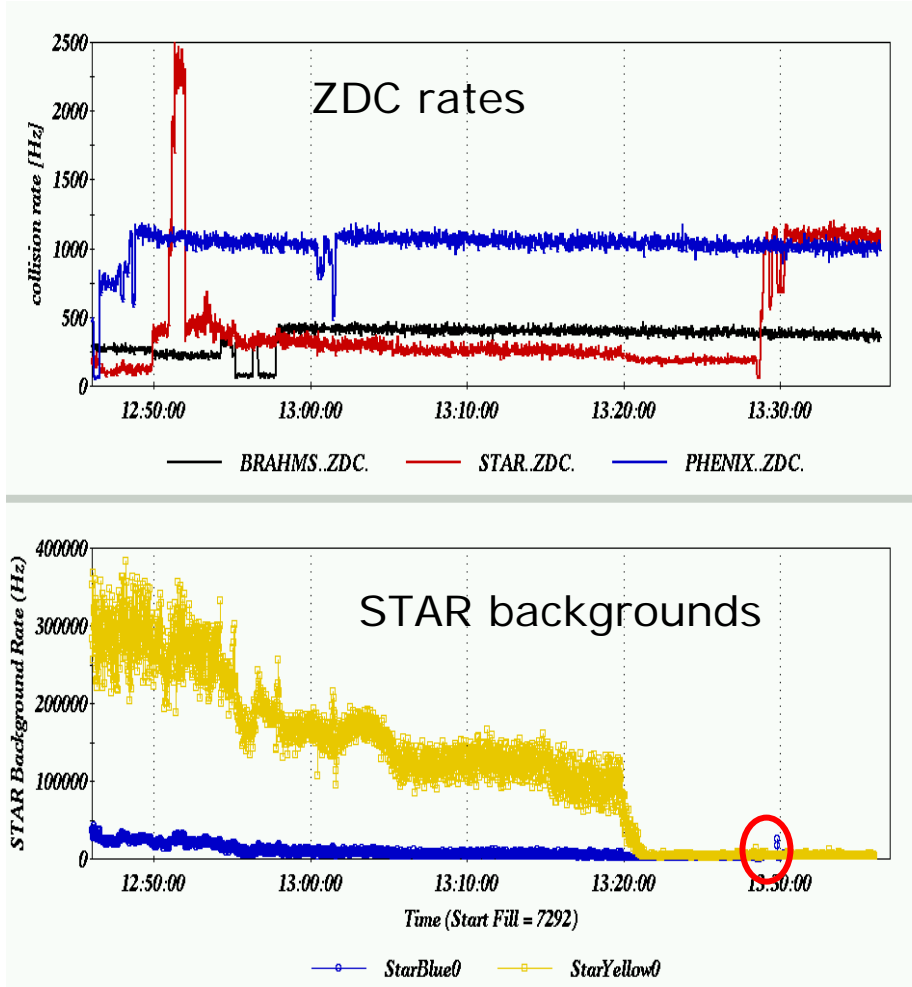 ZDC rates
collision rate [Hz]
2500
2000
1500
1000
500
0
12:50:00 13:00:00 13:10:00 13:20:00 13:30:00
BRAHMS..ZDC. STAR..ZDC. PHENIX..ZDC.
STAR backgrounds
STAR Background Rate (Hz)
400000
300000
200000
100000
0
12:50:00 13:00:00 13:10:00 13:20:00 13:30:00
Time (Start Fill = 7292)
StarBlue0 StarYellow0